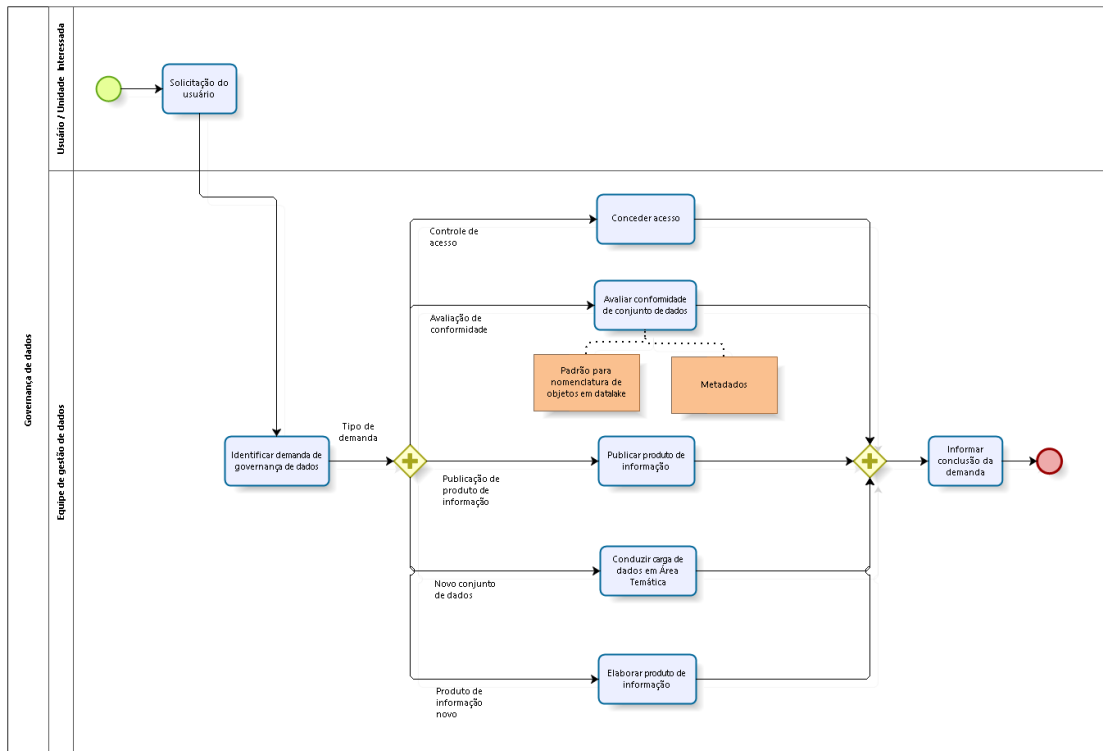 Governança de dados
Usuário / Unidade Interessada
Solicitação do
usuário
Equipe de gestão de dados
Conceder acesso
Controle de
acesso
Avaliar conformidade
de conjunto de dados
Avaliação de
conformidade
Padrão para
nomenclatura de
objetos em datalake
Metadados
Tipo de
demanda
Identificar demanda de
governança de dados
Publicar produto de
informação
Informar
conclusão da
demanda
Publicação de
produto de
informação
Conduzir carga de
dados em Área
Temática
Novo conjunto
de dados
Elaborar produto de
informação
Produto de
informação
novo